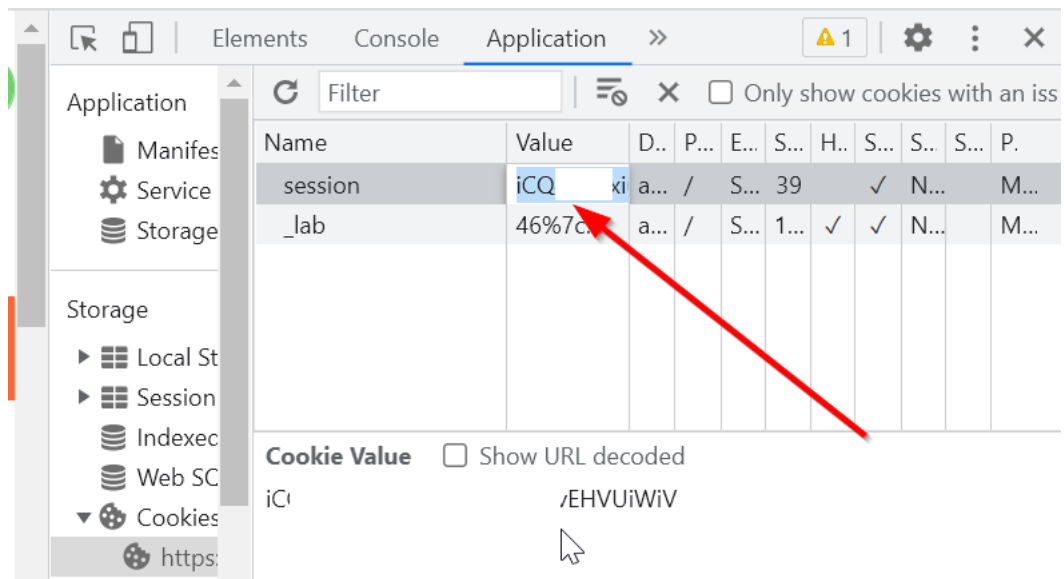 Elements Console Application » 1
Application
Filter Only show cookies with an iss
Name Value D.. P... E... S... H.. S... S... S... P.
Manifes
session iCQ xi a... / S... 39 ✓ N... M...
Service
_lab 46%7c. a... / S... 1... ✓ ✓ N... M...
Storage
Storage
Local St
Session
Indexed
Cookie Value Show URL decoded
Web SC
iC /EHVUiWiV
Cookies
https: